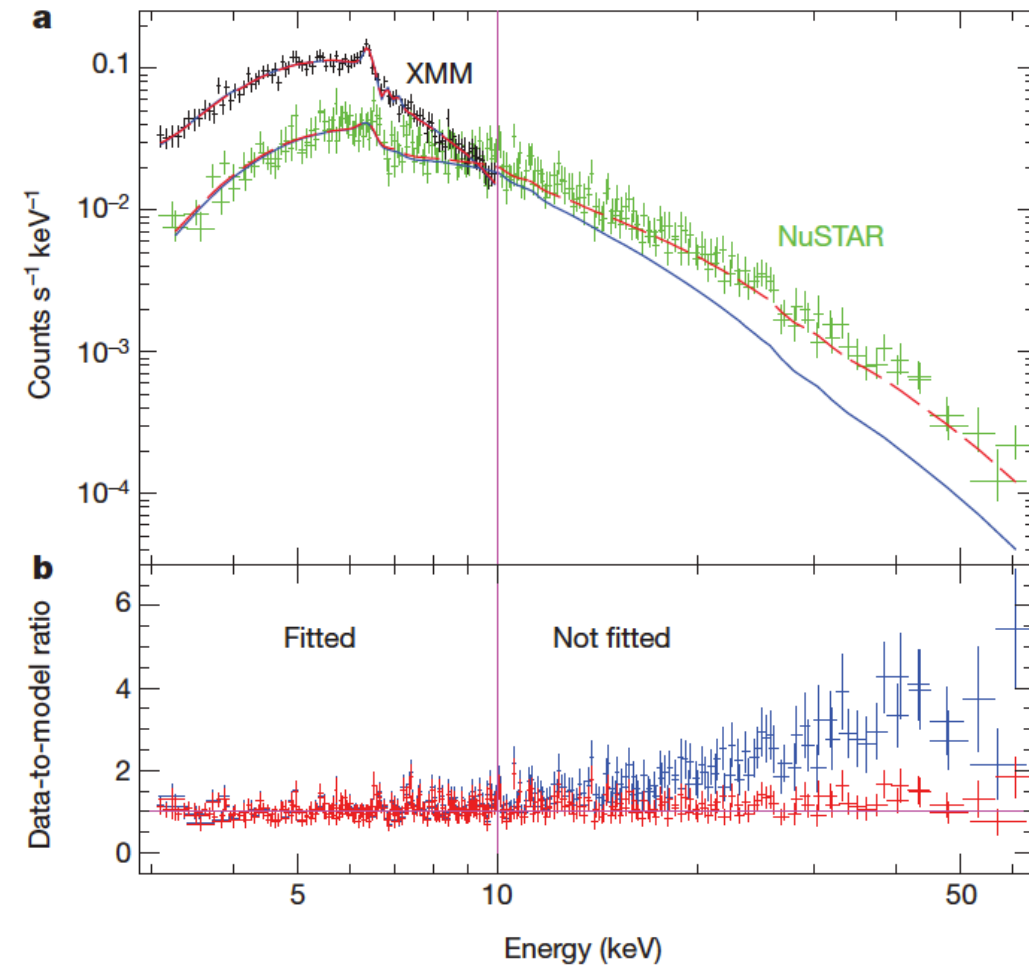 a
0.1
10⁻²
10⁻³
10⁻⁴
Counts s⁻¹ keV⁻¹
XMM
NuSTAR
b
6
4
2
0
Data-to-model ratio
Fitted
Not fitted
5
10
50
Energy (keV)